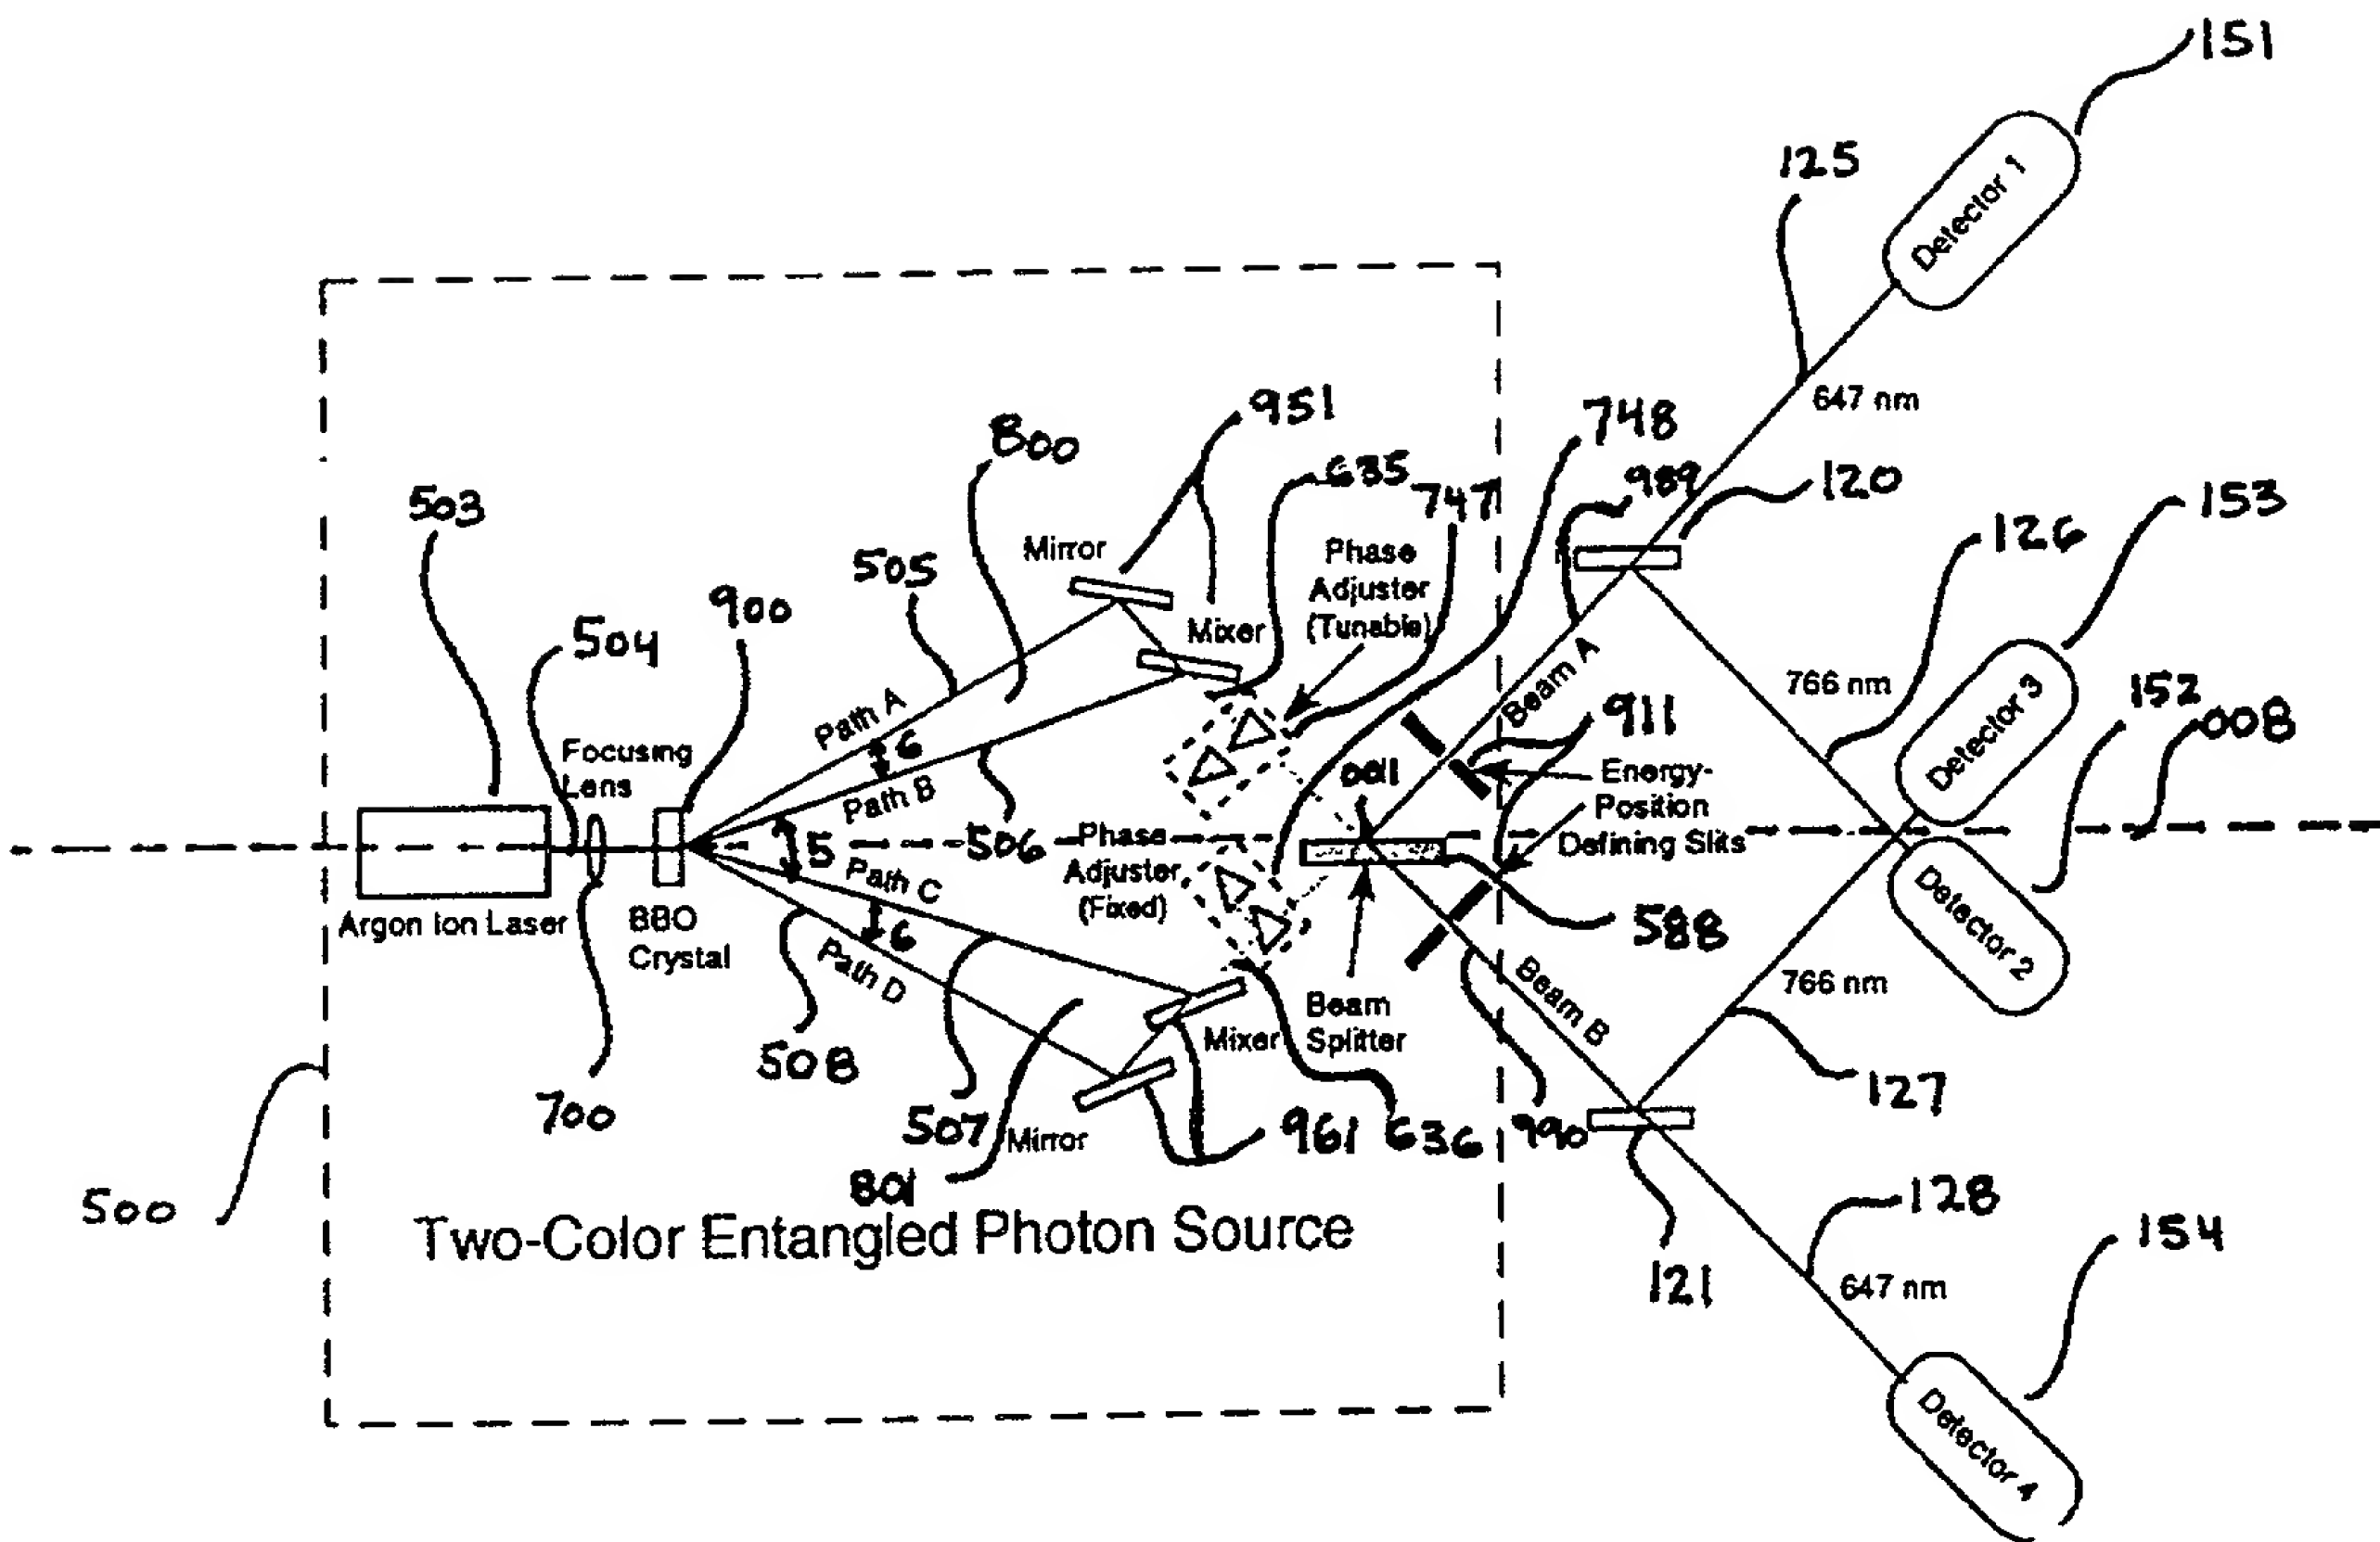 151
125
Detector 1
647 nm
951
800
748
635
747
989
120
153
503
126
Mirror
Phase
Adjuster
(Tunable)
505
900
Mixer
504
766 nm
Detector 3
152
008
Path A
Beam A
911
Focusing
Lens
6
Path B
0011
Energy-
Position
Defining Slits
5
506
Phase
Adjuster
(Fixed)
Path C
588
Detector 2
Argon Ion Laser
BBO
Crystal
6
Path D
Beam B
766 nm
Beam
Splitter
Mixer
508
700
507
Mirror
961
636
990
127
801
128
500
Two-Color Entangled Photon Source
154
121
647 nm
Detector 4